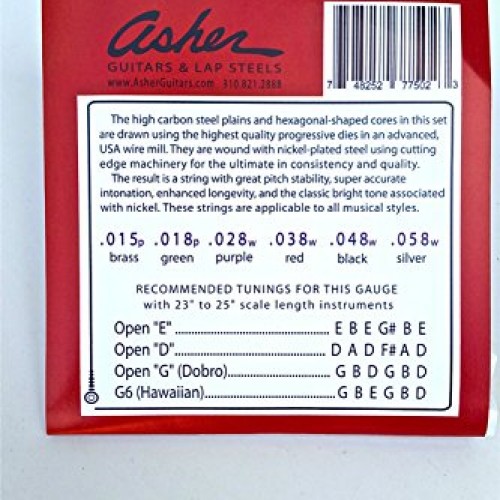 asher
GUITARS & LAP STEELS
www.AsherGuitars.com 310.821.2888
7 48252 77502 3
The high carbon steel plains and hexagonal-shaped cores in this set
are drawn using the highest quality progressive dies in an advanced,
USA wire mill. They are wound with nickel-plated steel using cutting
edge machinery for the ultimate in consistency and quality.
The result is a string with great pitch stability, super accurate
intonation, enhanced longevity, and the classic bright tone associated
with nickel. These strings are applicable to all musical styles.
.015p .018p .028w .038w .048w .058w
brass green purple red black silver
RECOMMENDED TUNINGS FOR THIS GAUGE
with 23" to 25" scale length instruments
Open "E" ........................................ E B E G# B E
Open "D"........................................ D A D F# A D
Open "G" (Dobro)........................... G B D G B D
G6 (Hawaiian)................................. G B E G B D